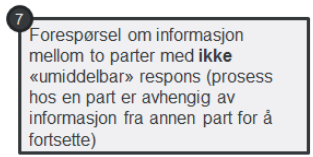 7
Forespørsel om informasjon
mellom to parter med ikke
«umiddelbar» respons (prosess
hos en part er avhengig av
informasjon fra annen part for å
fortsette)